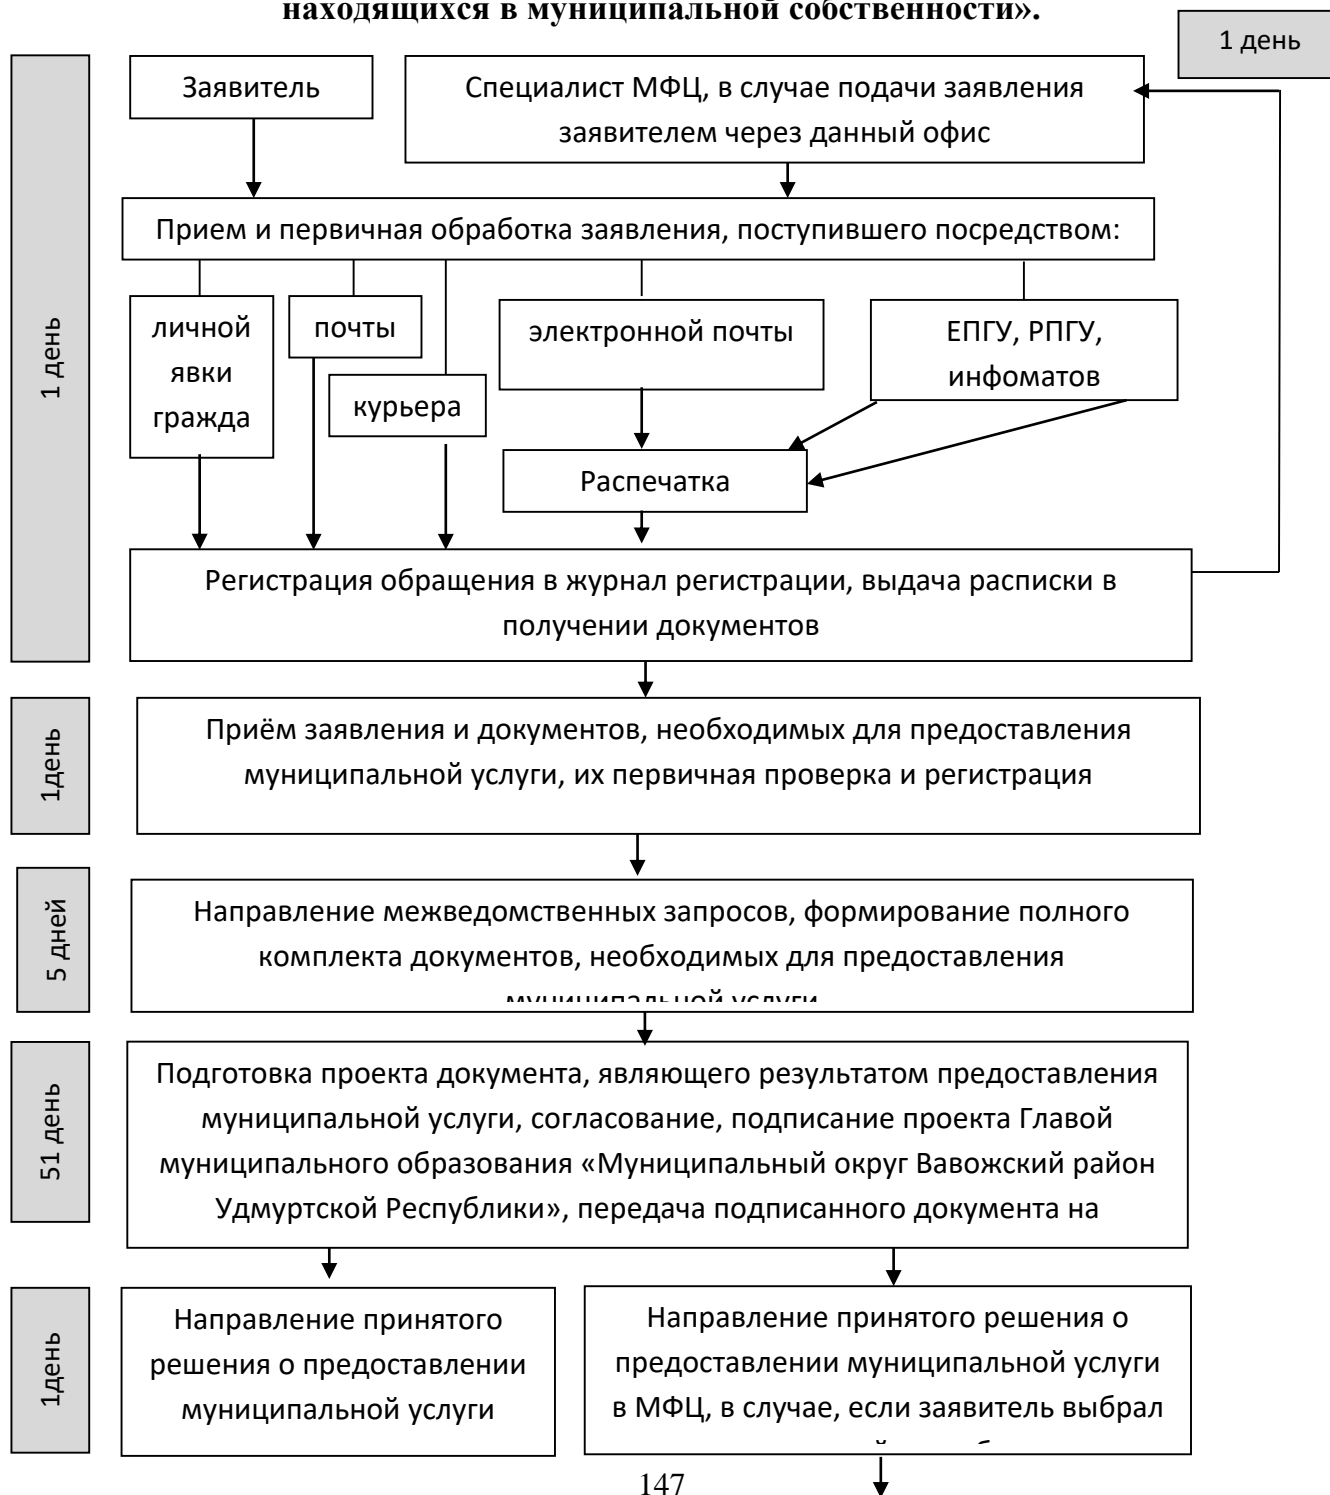 находящихся в муниципальной собственности».
1 день
Заявитель
Специалист МФЦ, в случае подачи заявления
заявителем через данный офис
1 день
Прием и первичная обработка заявления, поступившего посредством:
личной
явки
гражда
почты
курьера
электронной почты
ЕПГУ, РПГУ,
инфоматов
Распечатка
Регистрация обращения в журнал регистрации, выдача расписки в
получении документов
1день
Приём заявления и документов, необходимых для предоставления
муниципальной услуги, их первичная проверка и регистрация
5 дней
Направление межведомственных запросов, формирование полного
комплекта документов, необходимых для предоставления
муниципальной услуги
51 день
Подготовка проекта документа, являющего результатом предоставления
муниципальной услуги, согласование, подписание проекта Главой
муниципального образования «Муниципальный округ Вавожский район
Удмуртской Республики», передача подписанного документа на
1день
Направление принятого
решения о предоставлении
муниципальной услуги
Направление принятого решения о
предоставлении муниципальной услуги
в МФЦ, в случае, если заявитель выбрал
147